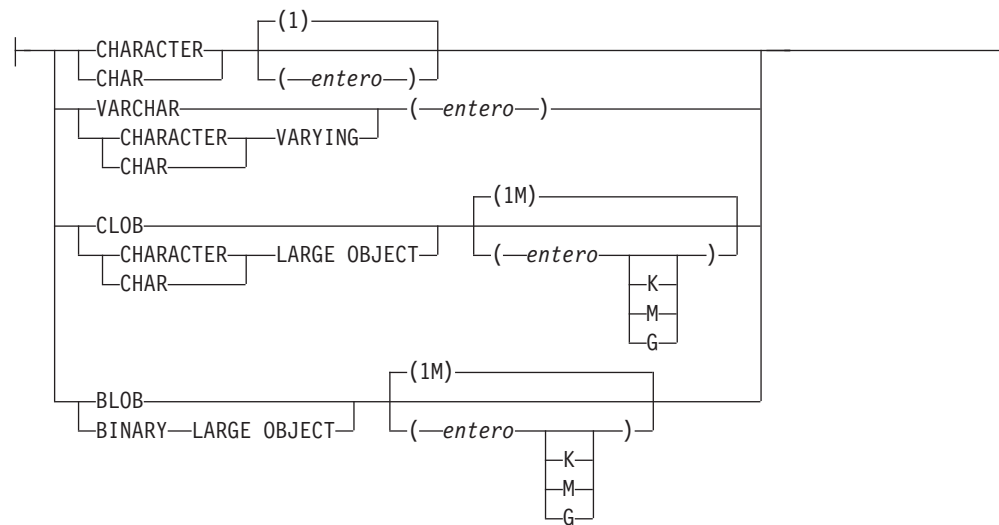 (1)
CHARACTER
CHAR ( entero )
VARCHAR ( entero )
CHARACTER VARYING
CHAR
(1M)
CLOB
CHARACTER LARGE OBJECT ( entero )
CHAR K
M
G
(1M)
BLOB
BINARY LARGE OBJECT ( entero )
K
M
G